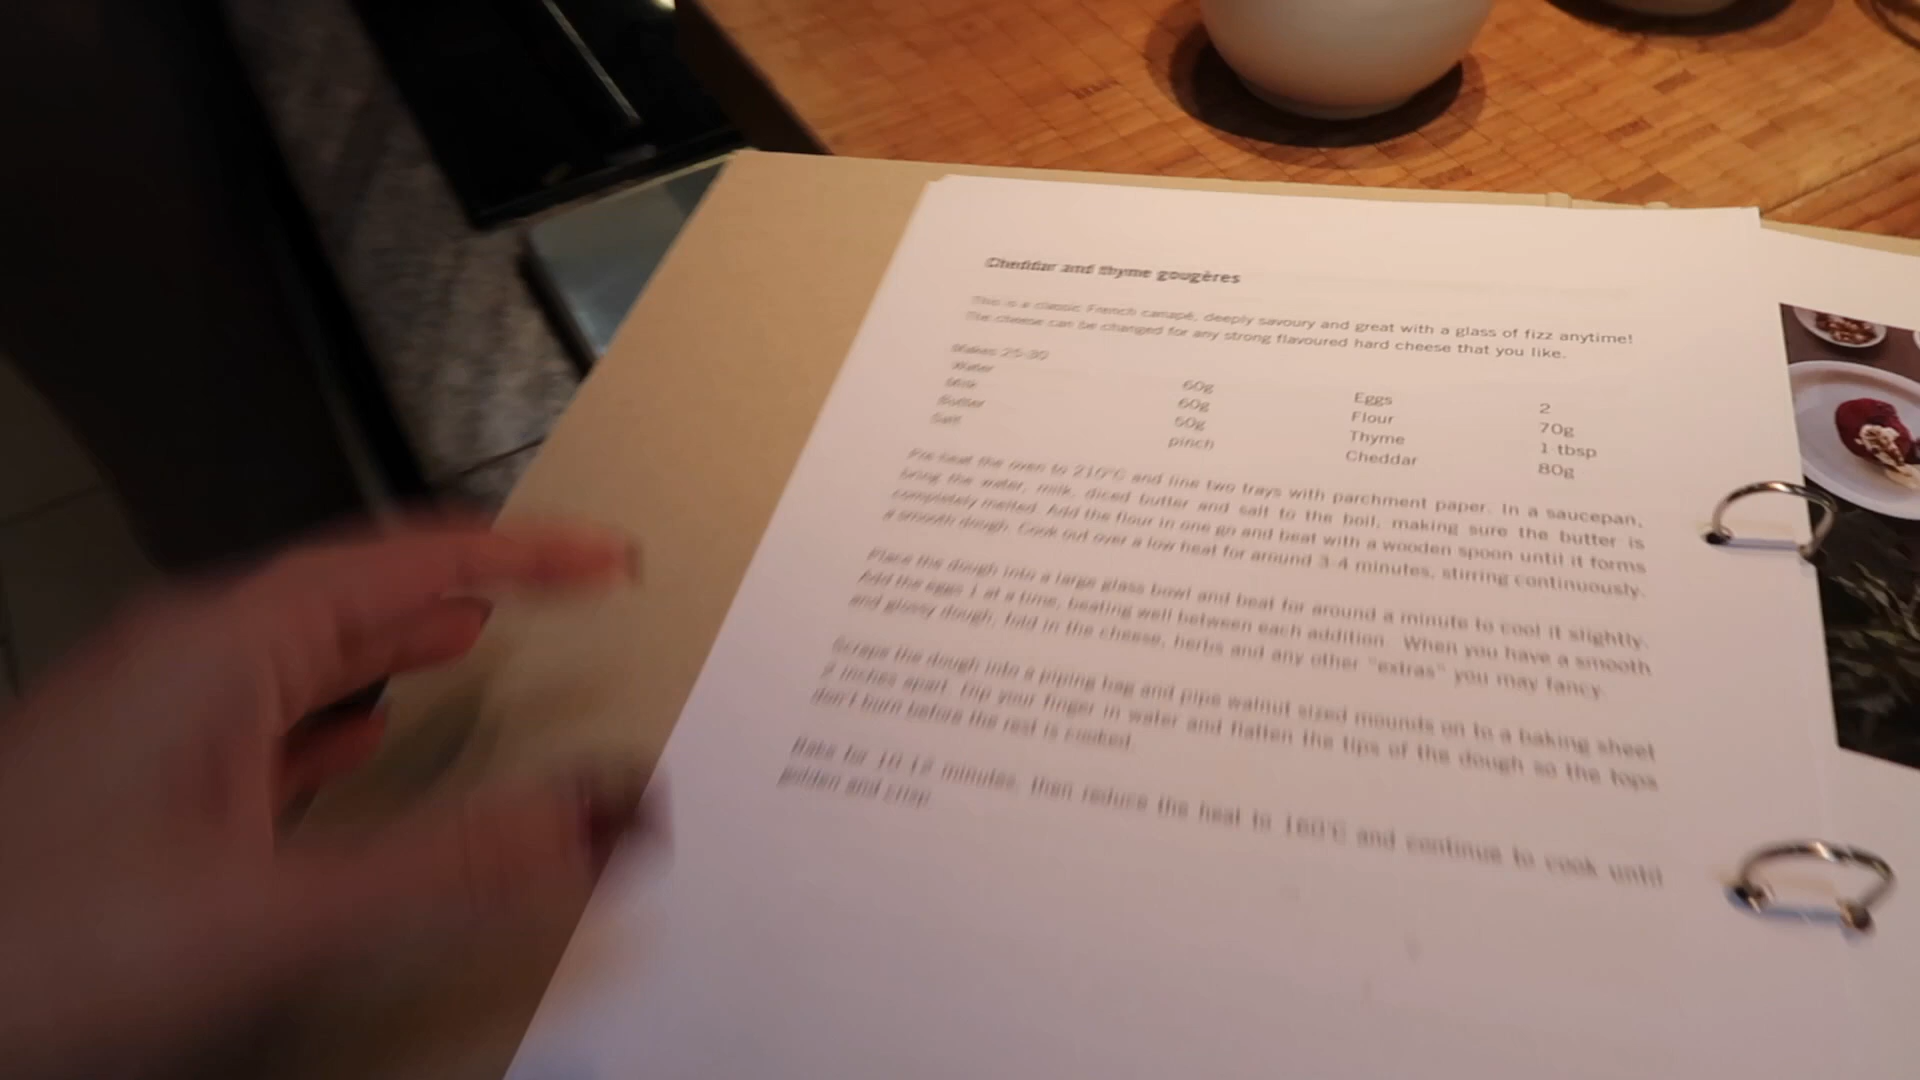 Cheddar and thyme gougères
This is a classic French canapé, deeply savoury and great with a glass of fizz anytime!
The cheese can be changed for any strong flavoured hard cheese that you like.
Makes 25-30
Water 60g Eggs 2
Milk 60g Flour 70g
Butter 50g Thyme 1 tbsp
Salt pinch Cheddar 80g
Pre heat the oven to 210°C and line two trays with parchment paper. In a saucepan,
bring the water, milk, diced butter and salt to the boil, making sure the butter is
completely melted. Add the flour in one go and beat with a wooden spoon until it forms
a smooth dough. Cook out over a low heat for around 3-4 minutes, stirring continuously.
Place the dough into a large glass bowl and beat for around a minute to cool it slightly.
Add the eggs 1 at a time, beating well between each addition. When you have a smooth
and glossy dough, fold in the cheese, herbs and any other "extras" you may fancy.
Scrape the dough into a piping bag and pipe walnut sized mounds on to a baking sheet
2 inches apart. Dip your finger in water and flatten the tips of the dough so the tops
don't burn before the rest is cooked.
Bake for minutes, then reduce the heat to 160°C and continue to cook until
golden and crisp